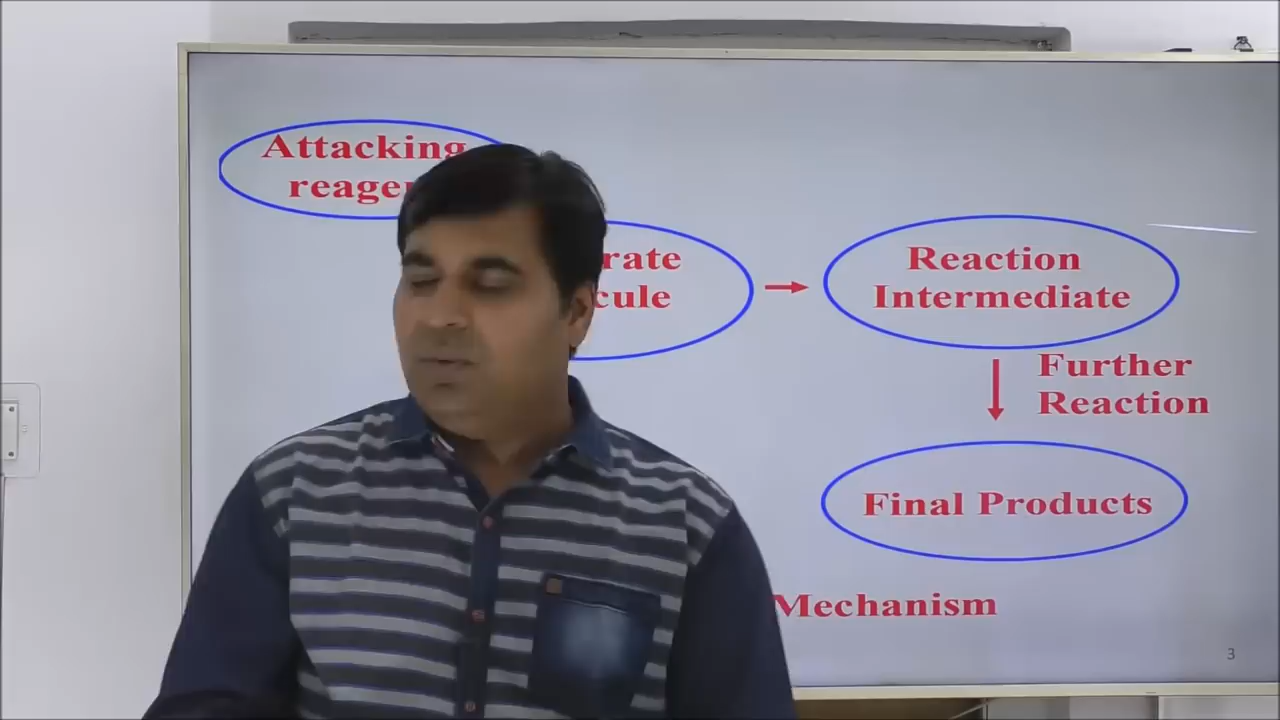 Attacking
Reaction
Intermediate
Further
Reaction
Final Products
Mechanism
3